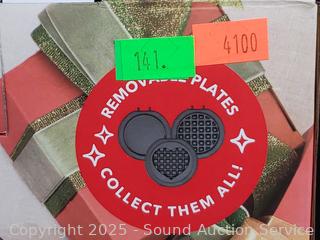 141.
4100
REMOVABLE PLATES
COLLECT THEM ALL!
Copyright 2025 - Sound Auction Service